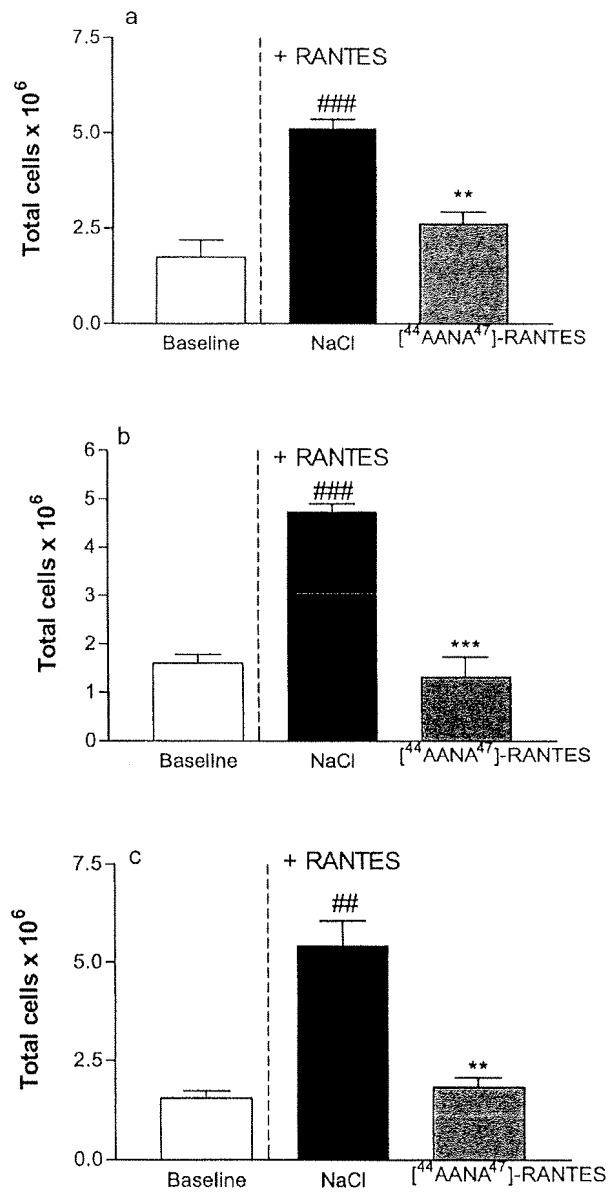 a
7.5
+ RANTES
###
5.0
**
2.5
0.0
Total cells x 10⁶
Baseline
NaCl
[⁴⁴AANA⁴⁷]-RANTES
b
6
+ RANTES
###
5
4
3
***
2
1
0
Total cells x 10⁶
Baseline
NaCl
[⁴⁴AANA⁴⁷]-RANTES
c
7.5
+ RANTES
##
5.0
2.5
**
0.0
Total cells x 10⁶
Baseline
NaCl
[⁴⁴AANA⁴⁷]-RANTES